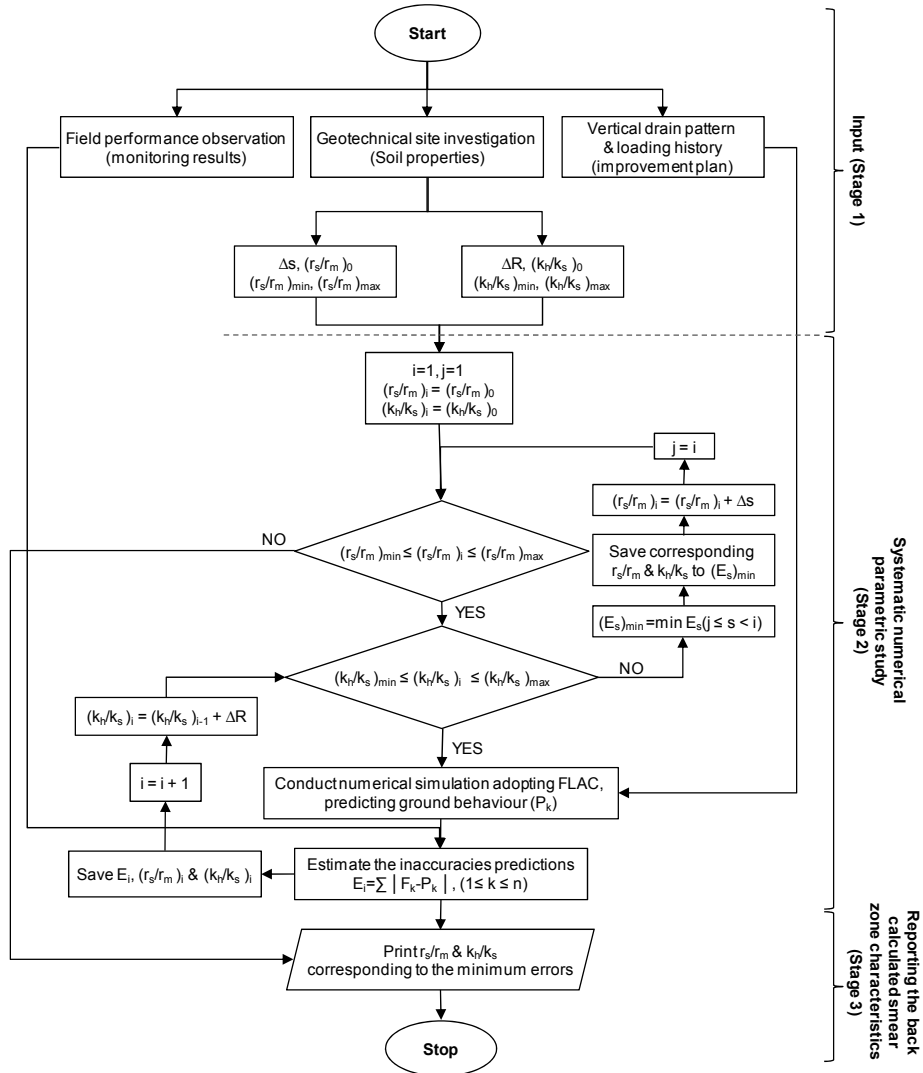 Start
Field performance observation
(monitoring results)
Geotechnical site investigation
(Soil properties)
Vertical drain pattern
& loading history
(improvement plan)
Input (Stage 1)
Δs, (rₛ/rₘ)₀
(rₛ/rₘ)min, (rₛ/rₘ)max
ΔR, (kₕ/kₛ)₀
(kₕ/kₛ)min, (kₕ/kₛ)max
i=1, j=1
(rₛ/rₘ)ᵢ = (rₛ/rₘ)₀
(kₕ/kₛ)ᵢ = (kₕ/kₛ)₀
j = i
(rₛ/rₘ)ᵢ = (rₛ/rₘ)ᵢ + Δs
NO
(rₛ/rₘ)min ≤ (rₛ/rₘ)ᵢ ≤ (rₛ/rₘ)max
Save corresponding
rₛ/rₘ & kₕ/kₛ to (Eₛ)min
YES
(Eₛ)min=min Eₛ(j ≤ s < i)
Systematic numerical
parametric study
(Stage 2)
(kₕ/kₛ)min ≤ (kₕ/kₛ)ᵢ ≤ (kₕ/kₛ)max
NO
(kₕ/kₛ)ᵢ = (kₕ/kₛ)ᵢ₋₁ + ΔR
YES
i = i + 1
Conduct numerical simulation adopting FLAC,
predicting ground behaviour (Pₖ)
Save Eᵢ, (rₛ/rₘ)ᵢ & (kₕ/kₛ)ᵢ
Estimate the inaccuracies predictions
Eᵢ=∑ | Fₖ-Pₖ | , (1≤ k ≤ n)
Print rₛ/rₘ & kₕ/kₛ
corresponding to the minimum errors
Reporting the back
calculated smear
zone characteristics
(Stage 3)
Stop